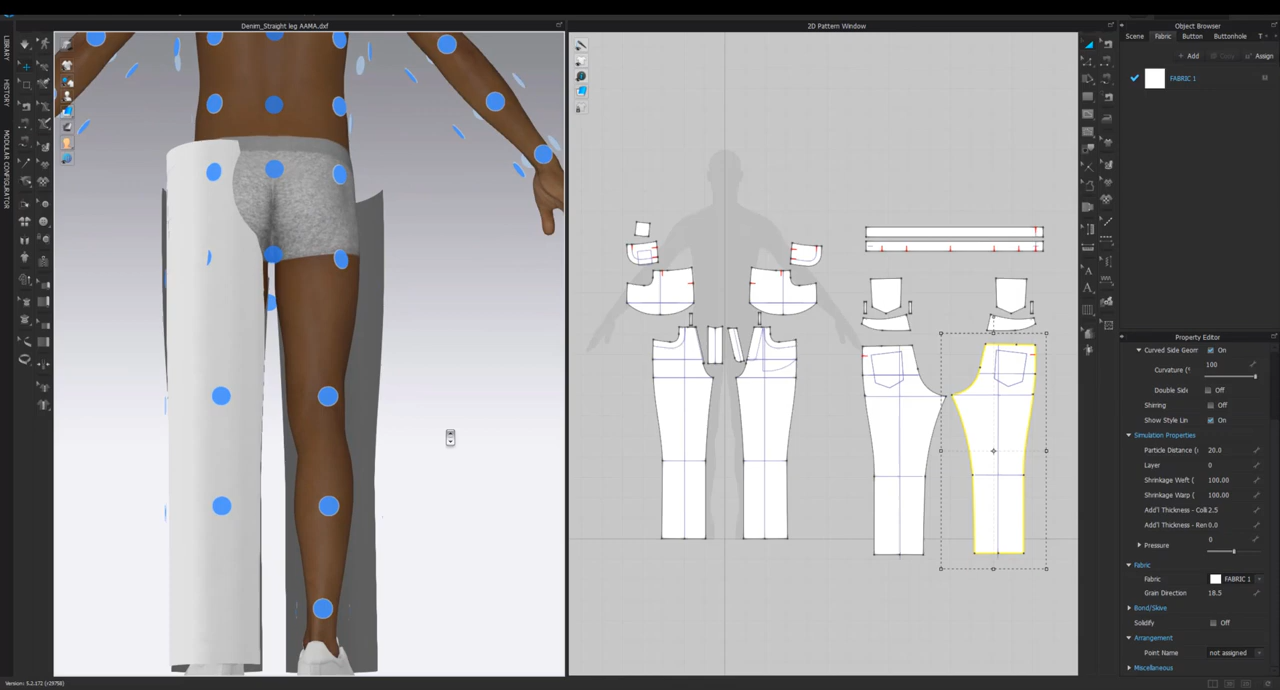 Denim_Straight leg AAMA.dxf
2D Pattern Window
Object Browser
LIBRARY
HISTORY
MODULAR CONFIGURATOR
Scene Fabric Button Buttonhole T
Add Copy Assign
FABRIC 1
Property Editor
Curved Side Geor On
Curvature (° 100
Double Side Off
Shirring Off
Show Style Lin On
Simulation Properties
Particle Distance ( 20.0
Layer 0
Shrinkage Weft ( 100.00
Shrinkage Warp ( 100.00
Add'l Thickness - Colli 2.5
Add'l Thickness - Ren 0.0
Pressure 0
Fabric
Fabric FABRIC 1
Grain Direction 18.5
Bond/Skive
Solidify Off
Arrangement
Point Name not assigned
Miscellaneous